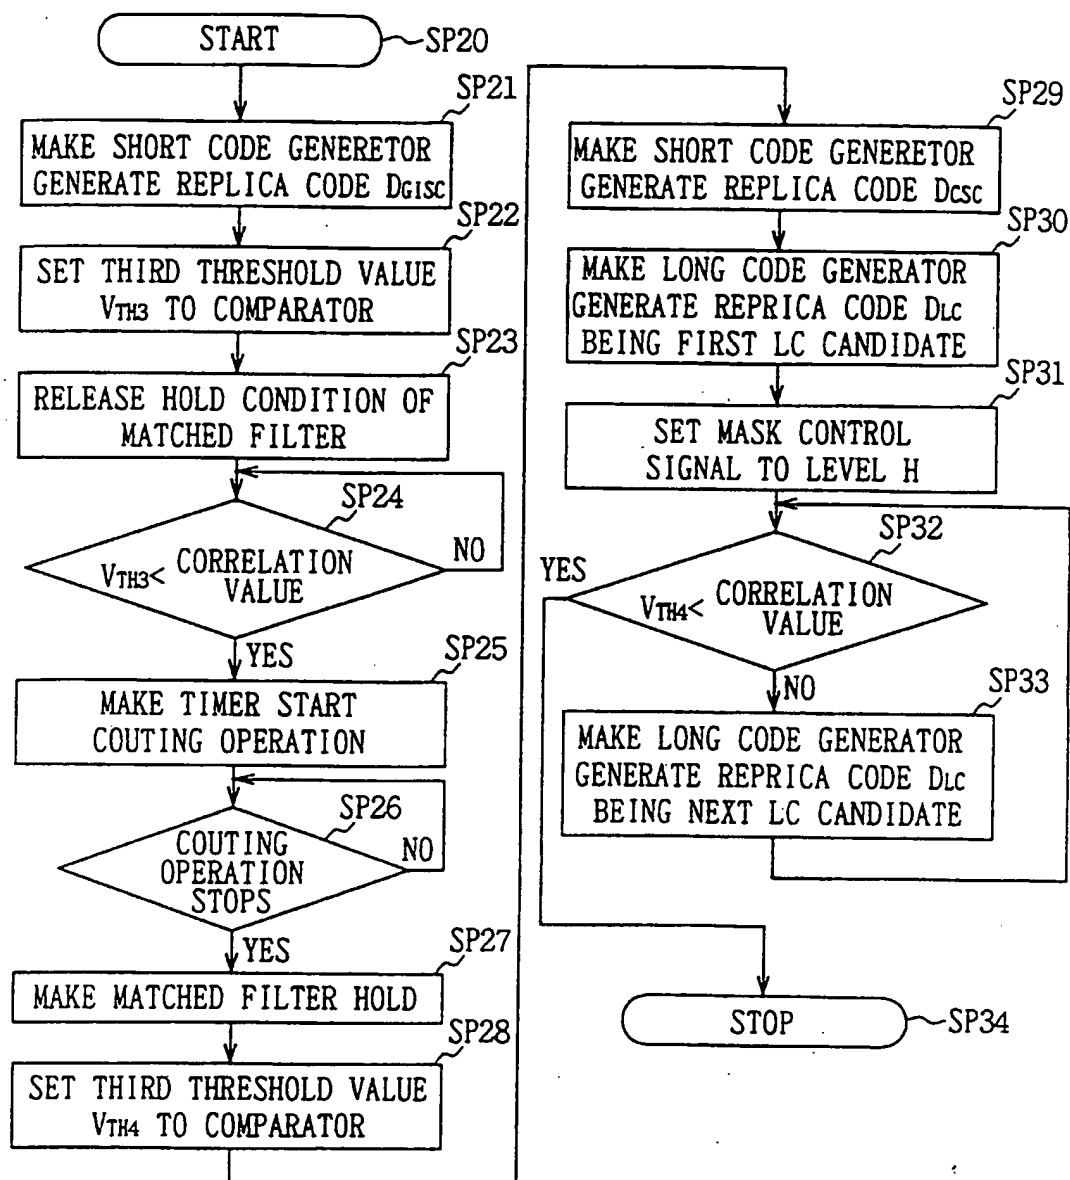 START
SP20
SP21
MAKE SHORT CODE GENERETOR
GENERATE REPLICA CODE DGISC
SP22
SET THIRD THRESHOLD VALUE
VTH3 TO COMPARATOR
SP23
RELEASE HOLD CONDITION OF
MATCHED FILTER
SP24
VTH3< CORRELATION
VALUE
NO
YES
SP25
MAKE TIMER START
COUTING OPERATION
SP26
COUTING
OPERATION
STOPS
NO
YES
SP27
MAKE MATCHED FILTER HOLD
SP28
SET THIRD THRESHOLD VALUE
VTH4 TO COMPARATOR
SP29
MAKE SHORT CODE GENERETOR
GENERATE REPLICA CODE DCSC
SP30
MAKE LONG CODE GENERATOR
GENERATE REPRICA CODE DLC
BEING FIRST LC CANDIDATE
SP31
SET MASK CONTROL
SIGNAL TO LEVEL H
SP32
YES
VTH4< CORRELATION
VALUE
NO
SP33
MAKE LONG CODE GENERATOR
GENERATE REPRICA CODE DLC
BEING NEXT LC CANDIDATE
STOP
SP34